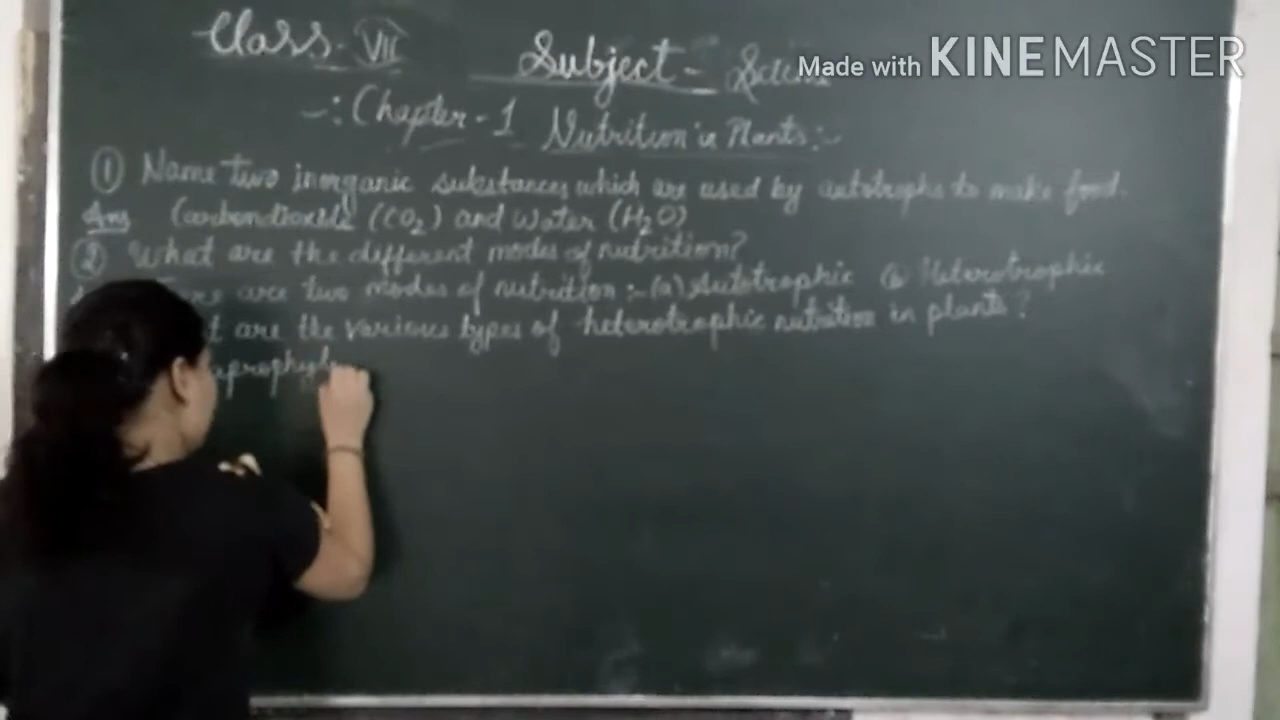 Class - VII Subject - Made with KINEMASTER
-: Chapter - 1 Nutrition in Plants:-
① Name two inorganic substances which are used by autotrophs to make food.
Ans Carbondioxide (CO₂) and Water (H₂O)
② What are the different modes of nutrition?
are two modes of nutrition :- (a) Autotrophic (b) Heterotrophic
are the various types of heterotrophic nutrition in plants?